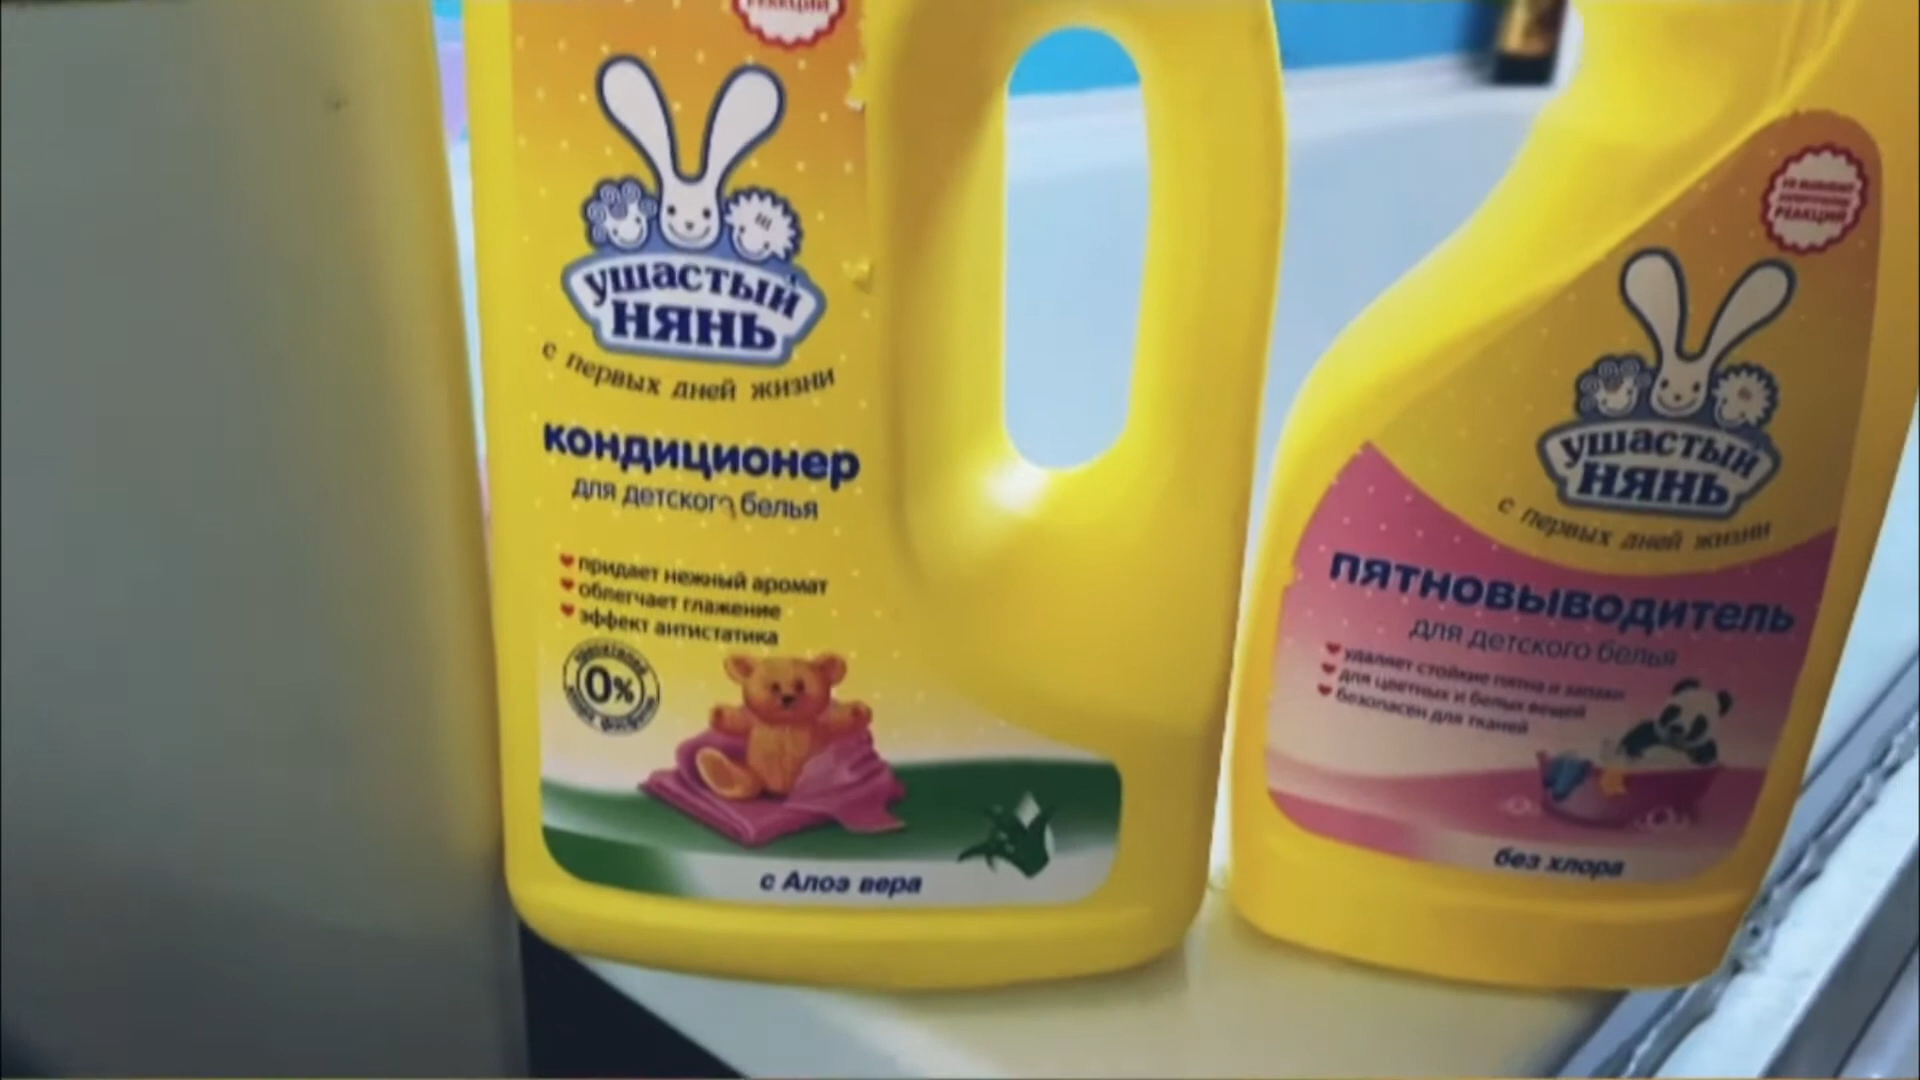 РЕАКЦИИ
ушастый
нянь
с первых дней жизни
кондиционер
для детского белья
придает нежный аромат
облегчает глажение
эффект антистатика
0%
с Алоэ вера
РЕАКЦИЙ
ушастый
нянь
с первых дней жизни
пятновыводитель
для детского белья
удаляет стойкие пятна и запахи
для цветных и белых вещей
безопасен для тканей
без хлора